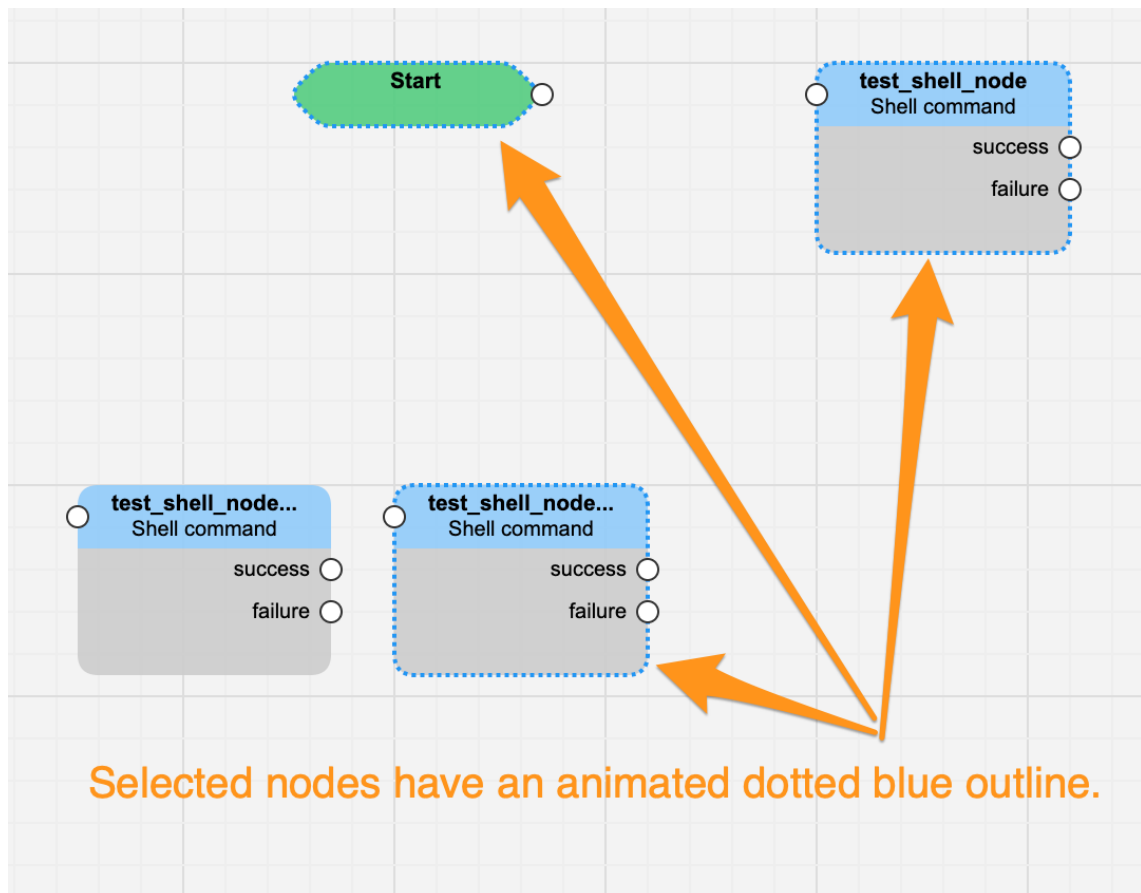 Start
test_shell_node
Shell command
success
failure
test_shell_node...
Shell command
success
failure
test_shell_node...
Shell command
success
failure
Selected nodes have an animated dotted blue outline.